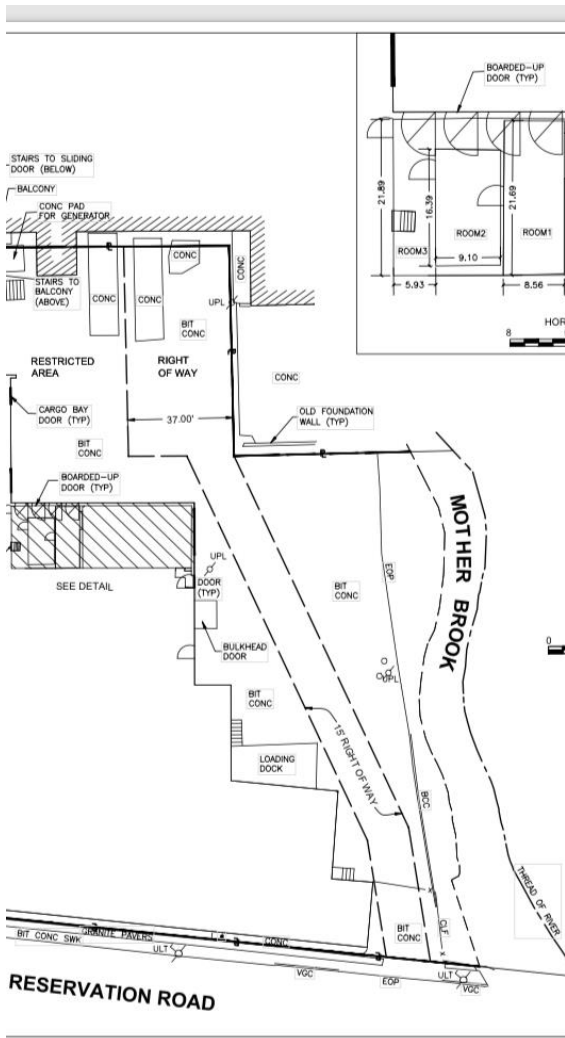 BOARDED-UP
DOOR (TYP)
21.89
16.39
21.69
ROOM3
ROOM2
ROOM1
9.10
5.93
8.56
HOR
8
STAIRS TO SLIDING
DOOR (BELOW)
BALCONY
CONC PAD
FOR GENERATOR
STAIRS TO
BALCONY
(ABOVE)
CONC
CONC
CONC
CONC
UPL
BIT
CONC
RESTRICTED
AREA
RIGHT
OF WAY
CONC
37.00'
CARGO BAY
DOOR (TYP)
BIT
CONC
OLD FOUNDATION
WALL (TYP)
BOARDED-UP
DOOR (TYP)
SEE DETAIL
UPL
DOOR
(TYP)
BULKHEAD
DOOR
BIT
CONC
EOP
MOTHER BROOK
0
UPL
BIT
CONC
15' RIGHT OF WAY
LOADING
DOCK
BCC
THREAD OF RIVER
x
CLF
x
BIT
CONC
GRANITE PAVERS
CONC
BIT CONC SWK
ULT
VGC
EOP
ULT
VGC
RESERVATION ROAD